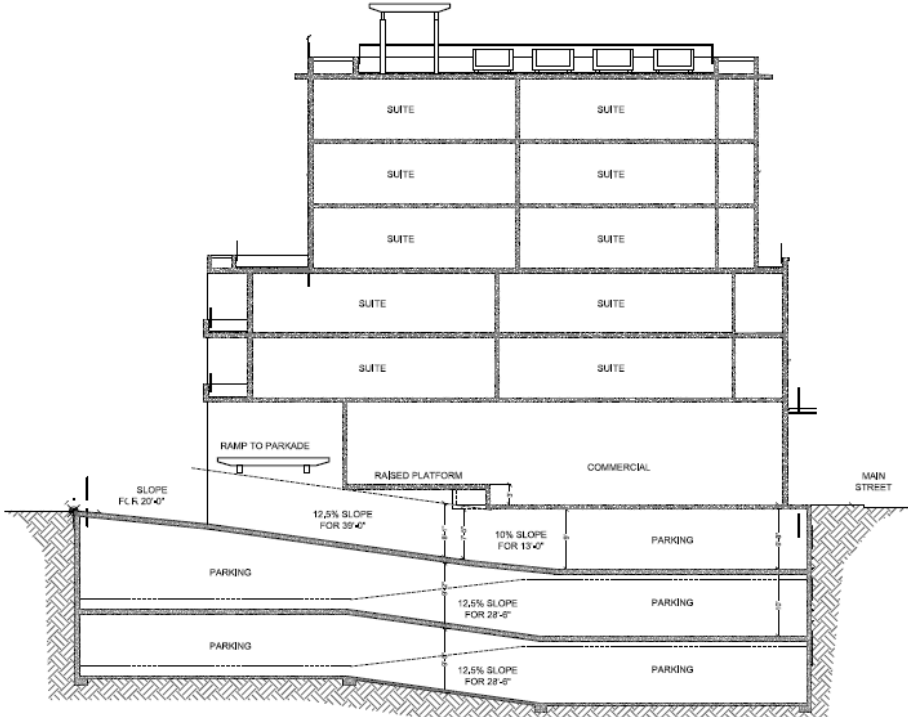 SUITE SUITE
SUITE SUITE
SUITE SUITE
SUITE SUITE
SUITE SUITE
RAMP TO PARKADE
RAISED PLATFORM
COMMERCIAL
MAIN
STREET
SLOPE
FOR 20'-0"
12,5% SLOPE
FOR 39'-0"
10% SLOPE
FOR 13'-0"
PARKING
PARKING
12,5% SLOPE
FOR 28'-6"
PARKING
PARKING
12,5% SLOPE
FOR 28'-6"
PARKING